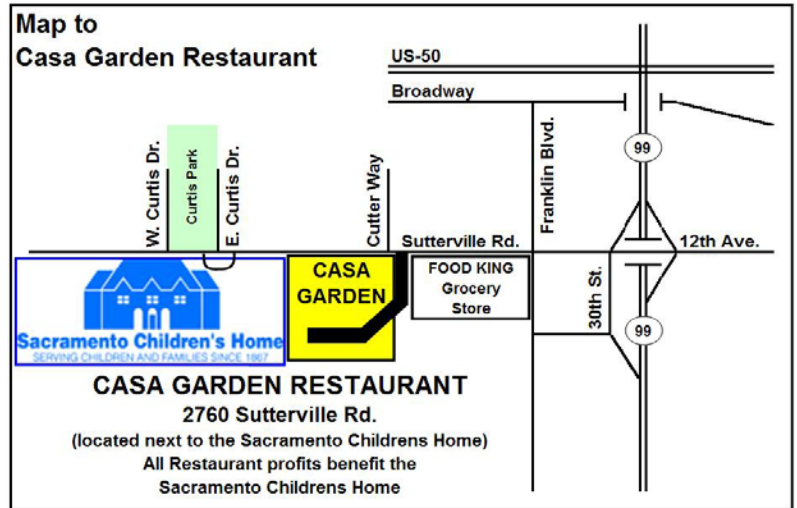 Map to
Casa Garden Restaurant
US-50
Broadway
W. Curtis Dr.
Curtis Park
E. Curtis Dr.
Cutter Way
Franklin Blvd.
99
Sutterville Rd.
12th Ave.
CASA
GARDEN
FOOD KING
Grocery
Store
30th St.
99
Sacramento Children's Home
SERVING CHILDREN AND FAMILIES SINCE 1867
CASA GARDEN RESTAURANT
2760 Sutterville Rd.
(located next to the Sacramento Childrens Home)
All Restaurant profits benefit the
Sacramento Childrens Home